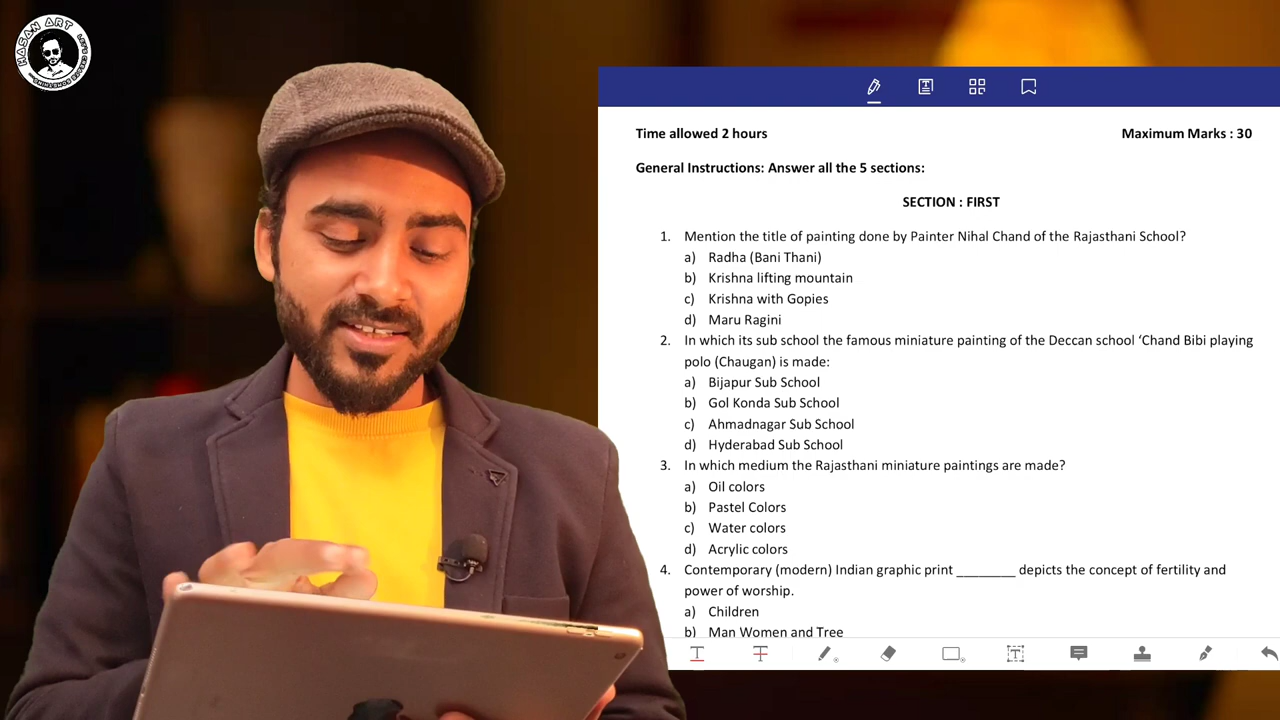 HASAN ART
Time allowed 2 hours
Maximum Marks : 30
General Instructions: Answer all the 5 sections:
SECTION : FIRST
1. Mention the title of painting done by Painter Nihal Chand of the Rajasthani School?
a) Radha (Bani Thani)
b) Krishna lifting mountain
c) Krishna with Gopies
d) Maru Ragini
2. In which its sub school the famous miniature painting of the Deccan school ‘Chand Bibi playing
polo (Chaugan) is made:
a) Bijapur Sub School
b) Gol Konda Sub School
c) Ahmadnagar Sub School
d) Hyderabad Sub School
3. In which medium the Rajasthani miniature paintings are made?
a) Oil colors
b) Pastel Colors
c) Water colors
d) Acrylic colors
4. Contemporary (modern) Indian graphic print ________ depicts the concept of fertility and
power of worship.
a) Children
b) Man Women and Tree